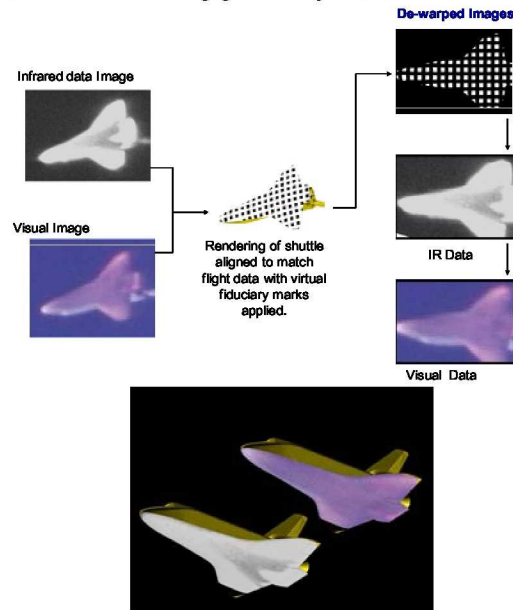 De-warped Images
Infrared data Image
Visual Image
Rendering of shuttle
aligned to match
flight data with virtual
fiduciary marks
applied.
IR Data
Visual Data